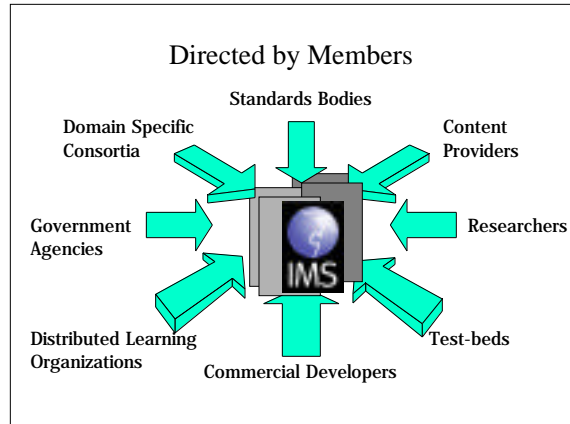 Directed by Members
Standards Bodies
Domain Specific
Consortia
Content
Providers
Government
Agencies
Researchers
IMS
Distributed Learning
Organizations
Test-beds
Commercial Developers